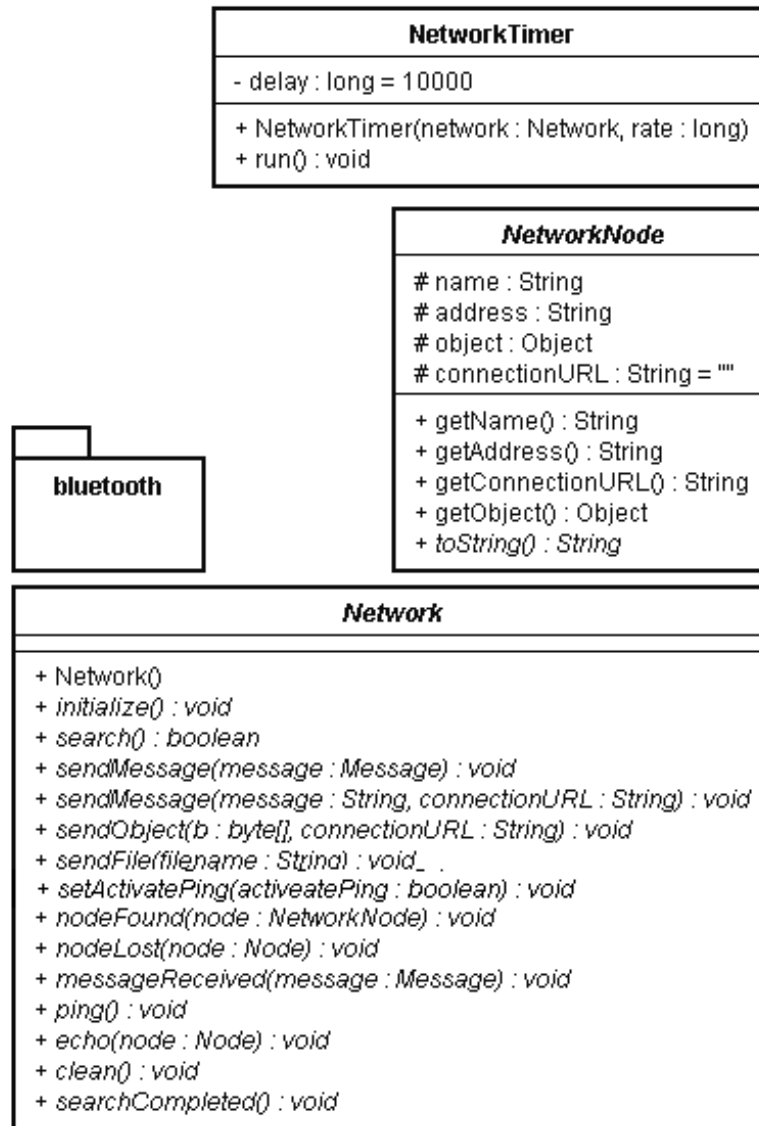 NetworkTimer
- delay : long = 10000
+ NetworkTimer(network : Network, rate : long)
+ run() : void
NetworkNode
# name : String
# address : String
# object : Object
# connectionURL : String = ""
+ getName() : String
+ getAddress() : String
+ getConnectionURL() : String
+ getObject() : Object
+ toString() : String
bluetooth
Network
+ Network()
+ initialize() : void
+ search() : boolean
+ sendMessage(message : Message) : void
+ sendMessage(message : String, connectionURL : String) : void
+ sendObject(b : byte[], connectionURL : String) : void
+ sendFile(filename : String) : void
+ setActivatePing(activeatePing : boolean) : void
+ nodeFound(node : NetworkNode) : void
+ nodeLost(node : Node) : void
+ messageReceived(message : Message) : void
+ ping() : void
+ echo(node : Node) : void
+ clean() : void
+ searchCompleted() : void